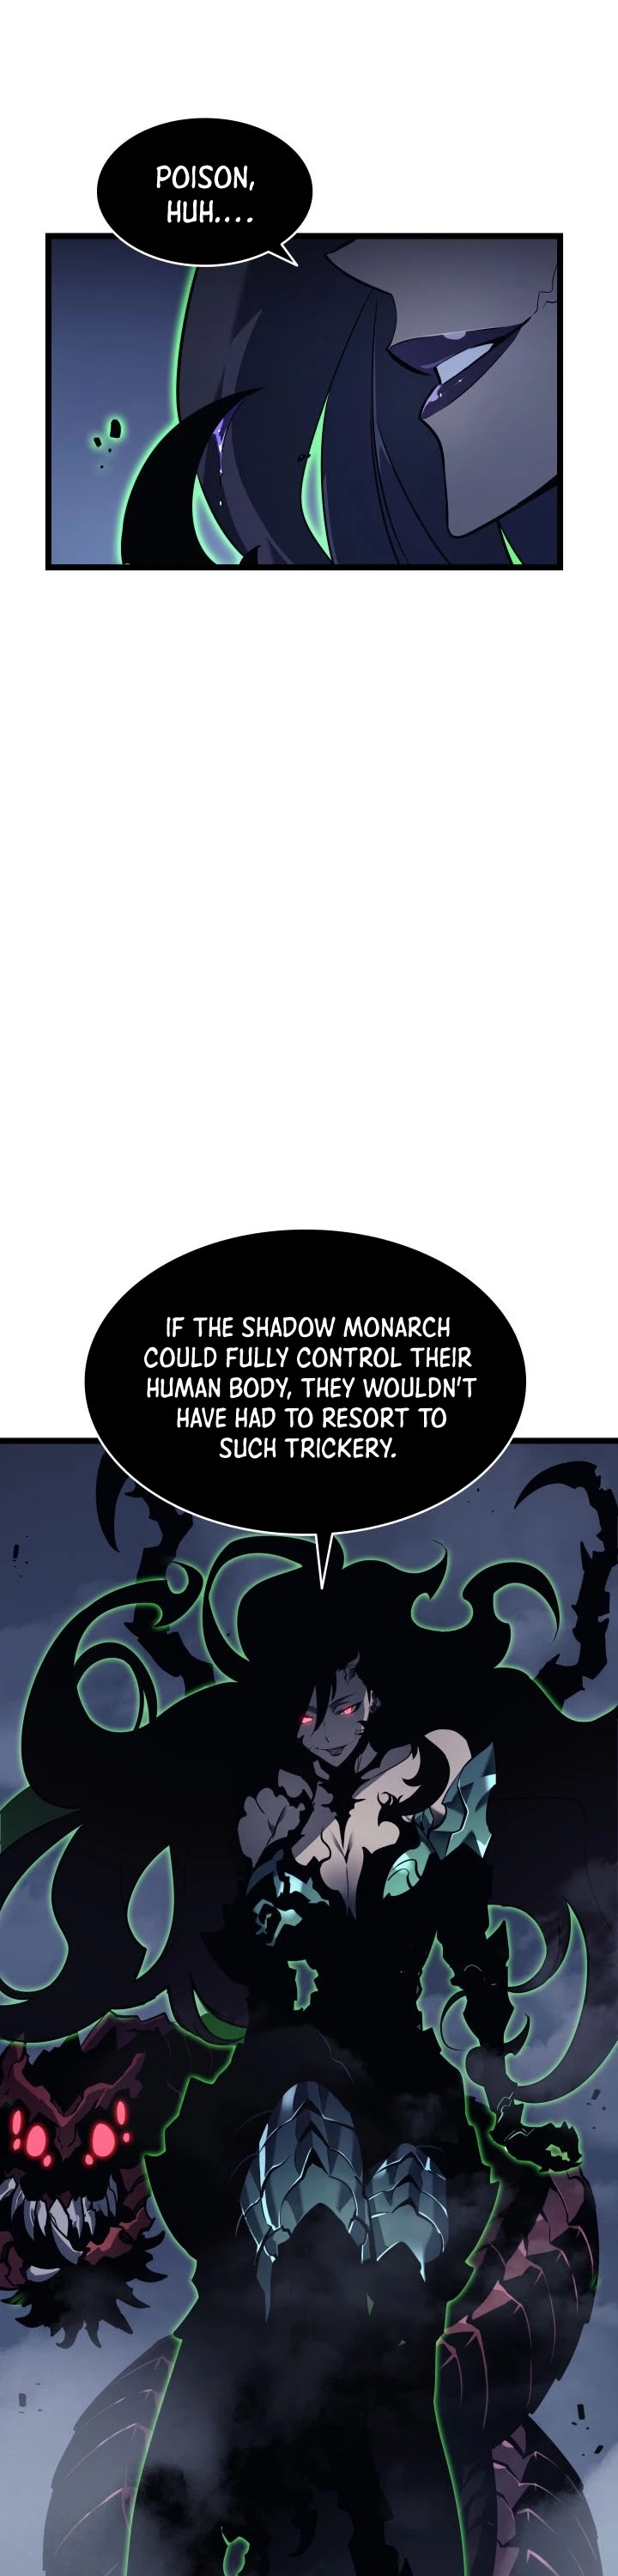 POISON,
HUH....
IF THE SHADOW MONARCH
COULD FULLY CONTROL THEIR
HUMAN BODY, THEY WOULDN'T
HAVE HAD TO RESORT TO
SUCH TRICKERY.